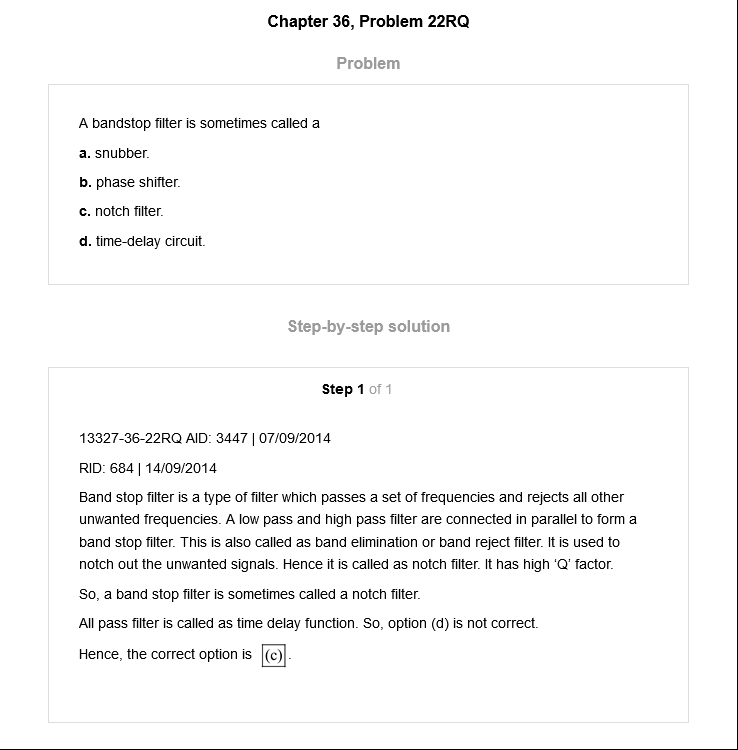 Chapter 36, Problem 22RQ
Problem
A bandstop filter is sometimes called a
a. snubber.
b. phase shifter.
c. notch filter.
d. time-delay circuit.
Step-by-step solution
Step 1 of 1
13327-36-22RQ AID: 3447 | 07/09/2014
RID: 684 | 14/09/2014
Band stop filter is a type of filter which passes a set of frequencies and rejects all other
unwanted frequencies. A low pass and high pass filter are connected in parallel to form a
band stop filter. This is also called as band elimination or band reject filter. It is used to
notch out the unwanted signals. Hence it is called as notch filter. It has high ‘Q’ factor.
So, a band stop filter is sometimes called a notch filter.
All pass filter is called as time delay function. So, option (d) is not correct.
Hence, the correct option is (c).